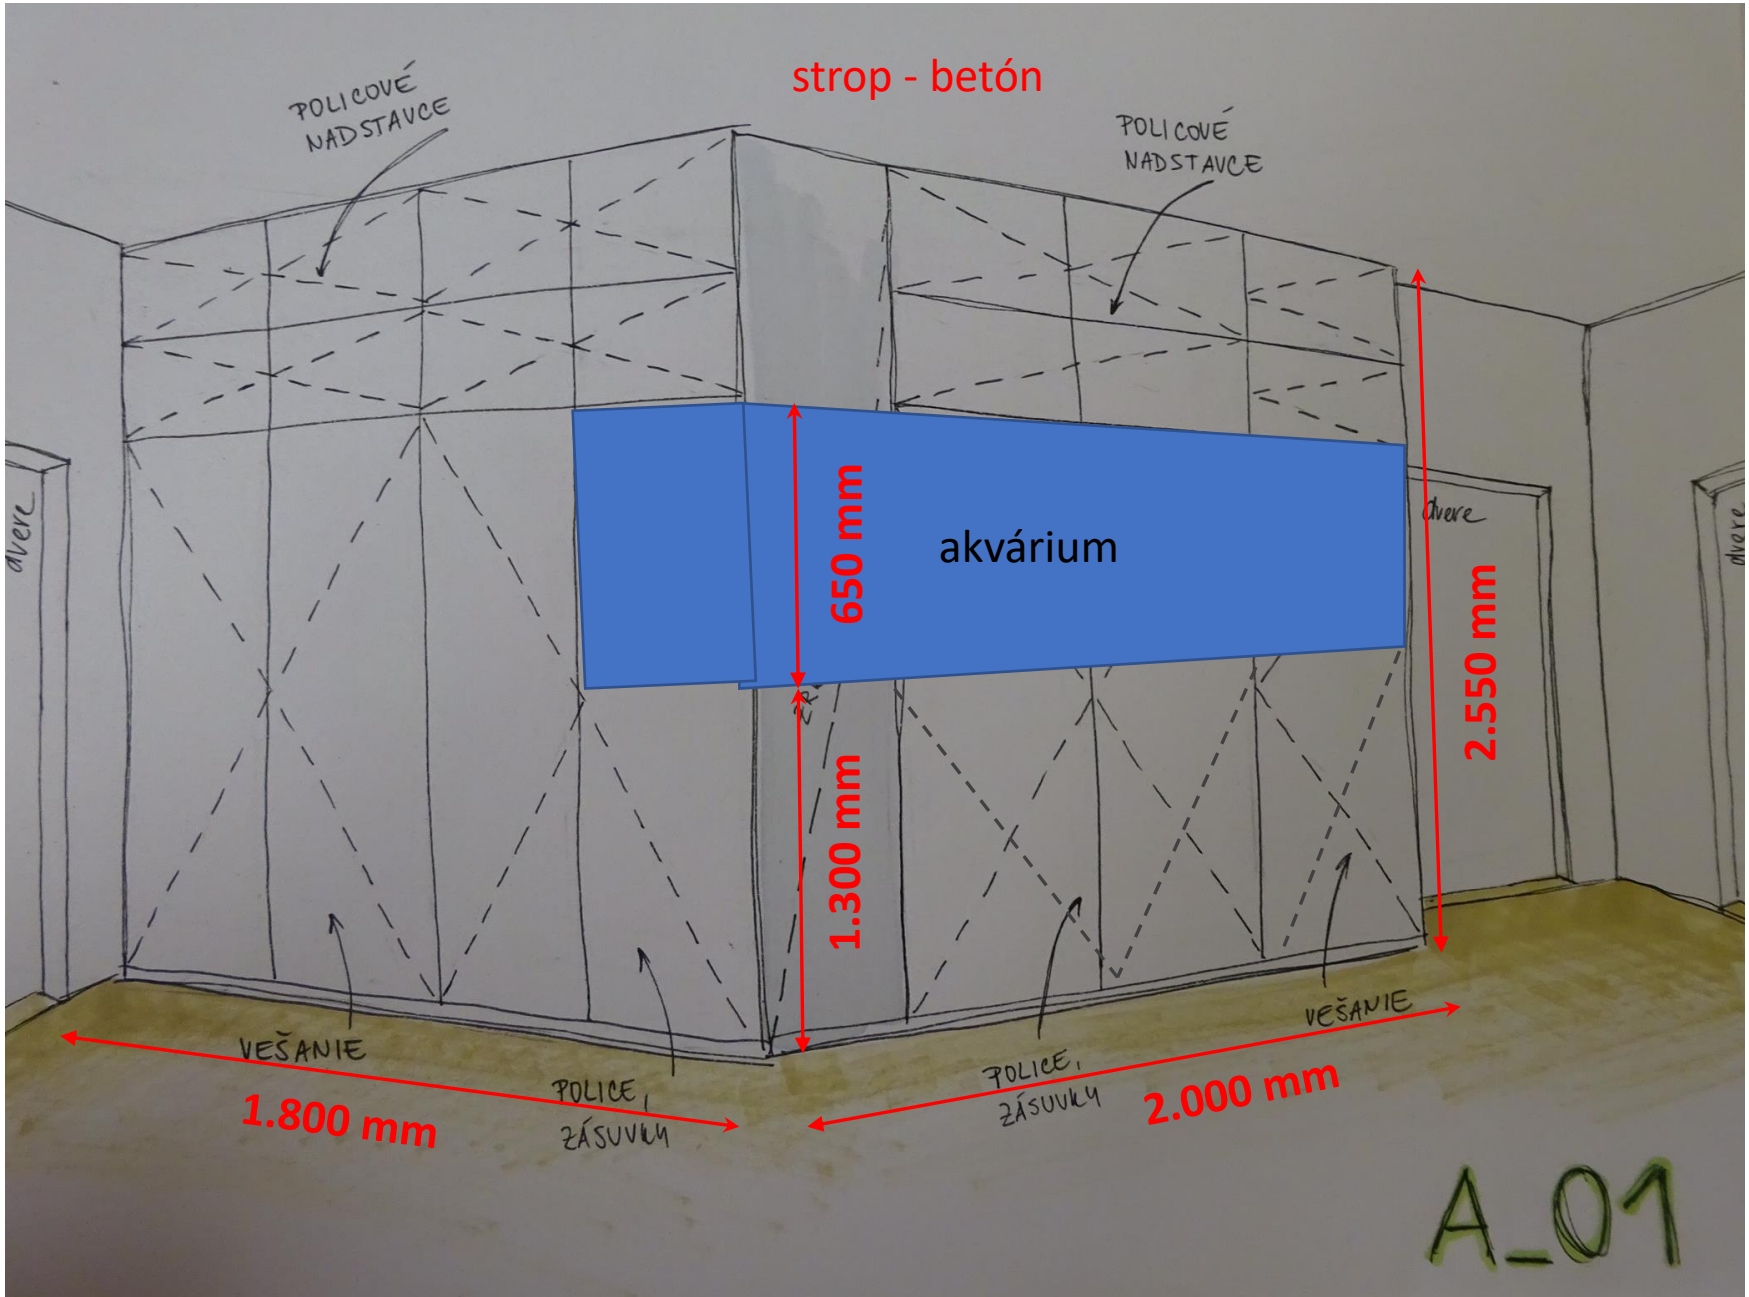 strop - betón
POLICOVÉ
NADSTAVCE
POLICOVÉ
NADSTAVCE
dvere
dvere
dvere
650 mm
akvárium
2.550 mm
1.300 mm
VEŠANIE
1.800 mm
POLICE,
ZÁSUVKY
POLICE,
ZÁSUVKY
VEŠANIE
2.000 mm
A_01